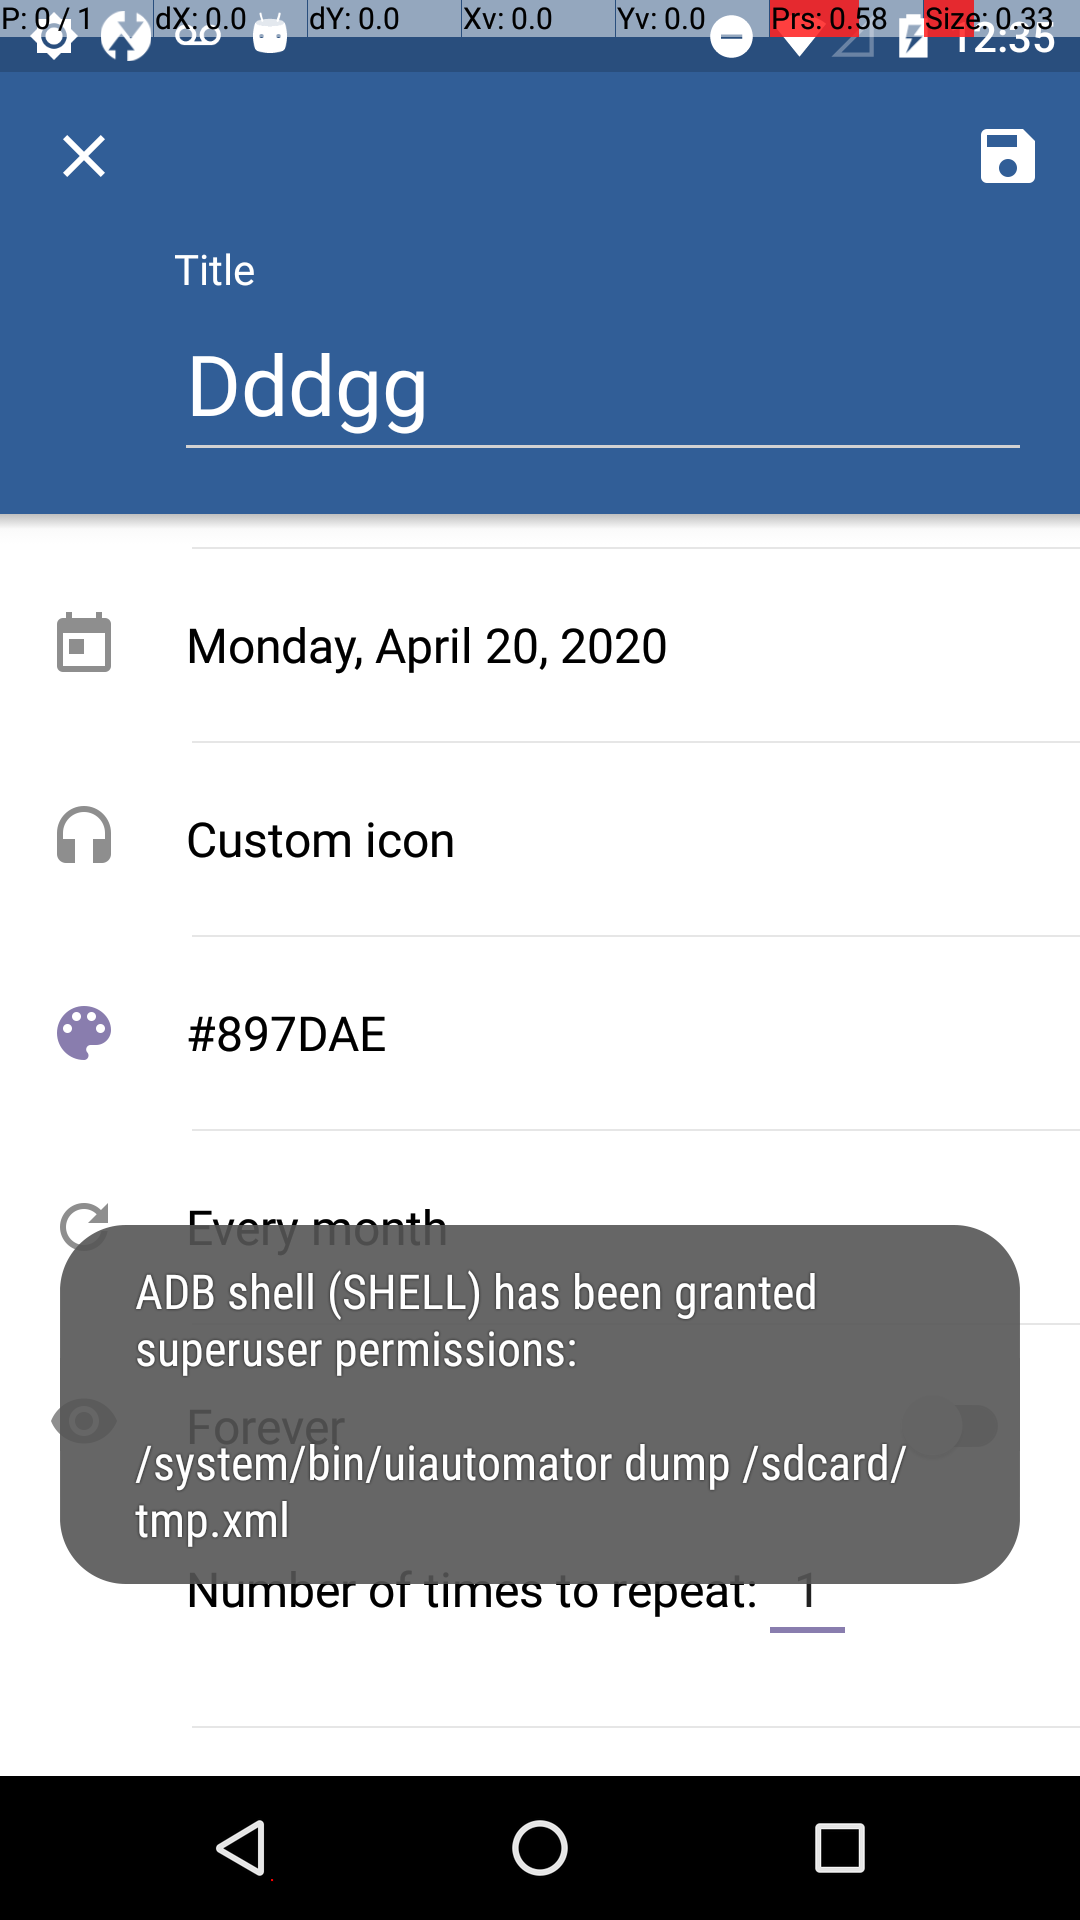 P: 0 / 1 dX: 0.0 dY: 0.0 Xv: 0.0 Yv: 0.0 Prs: 0.58 Size: 0.33
12:35
Title
Dddgg
Monday, April 20, 2020
Custom icon
#897DAE
Every month
ADB shell (SHELL) has been granted
superuser permissions:
Forever
/system/bin/uiautomator dump /sdcard/
tmp.xml
Number of times to repeat: 1